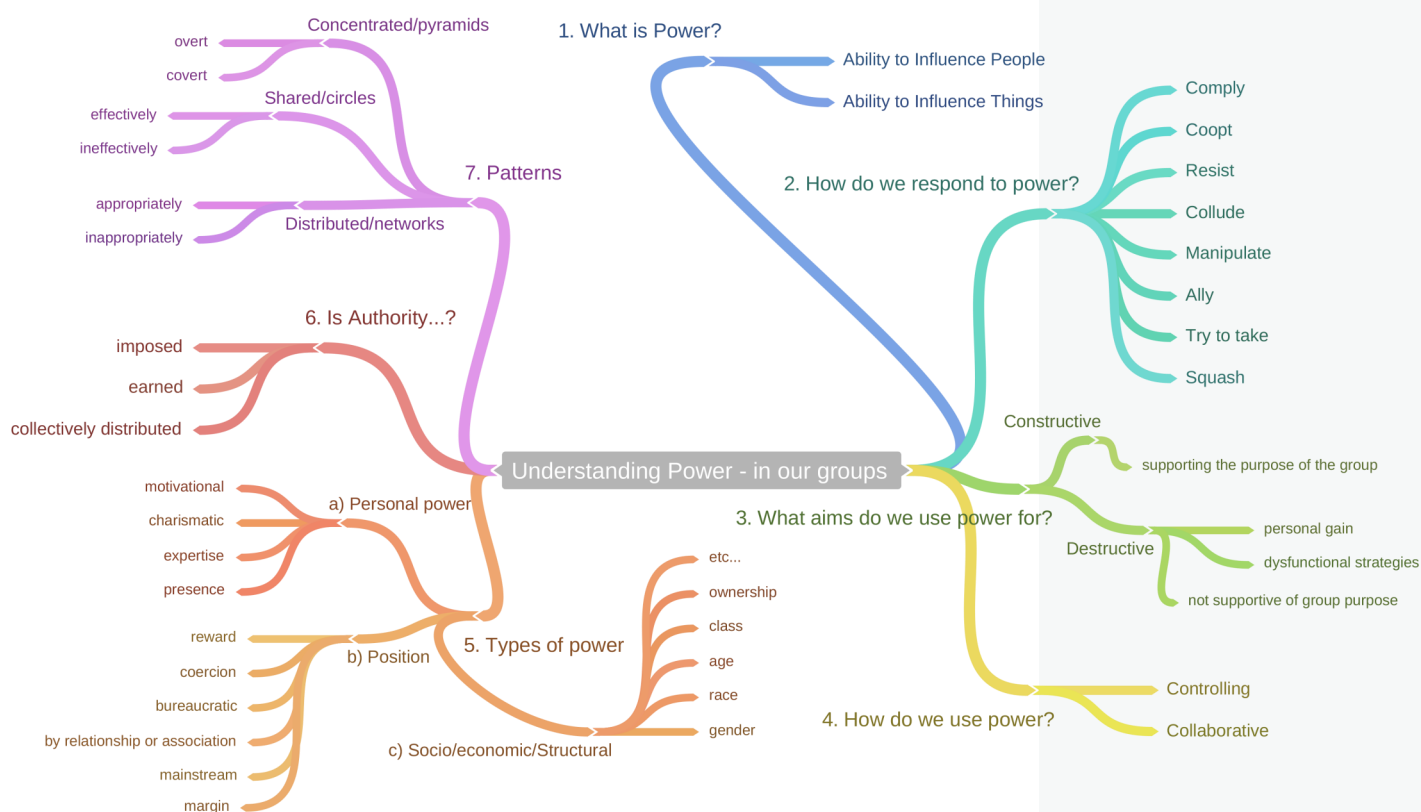 Understanding Power - in our groups
1. What is Power?
Ability to Influence People
Ability to Influence Things
2. How do we respond to power?
Comply
Coopt
Resist
Collude
Manipulate
Ally
Try to take
Squash
3. What aims do we use power for?
Constructive
supporting the purpose of the group
Destructive
personal gain
dysfunctional strategies
not supportive of group purpose
4. How do we use power?
Controlling
Collaborative
5. Types of power
a) Personal power
motivational
charismatic
expertise
presence
b) Position
reward
coercion
bureaucratic
by relationship or association
mainstream
margin
c) Socio/economic/Structural
etc...
ownership
class
age
race
gender
6. Is Authority...?
imposed
earned
collectively distributed
7. Patterns
Concentrated/pyramids
overt
covert
Shared/circles
effectively
ineffectively
Distributed/networks
appropriately
inappropriately